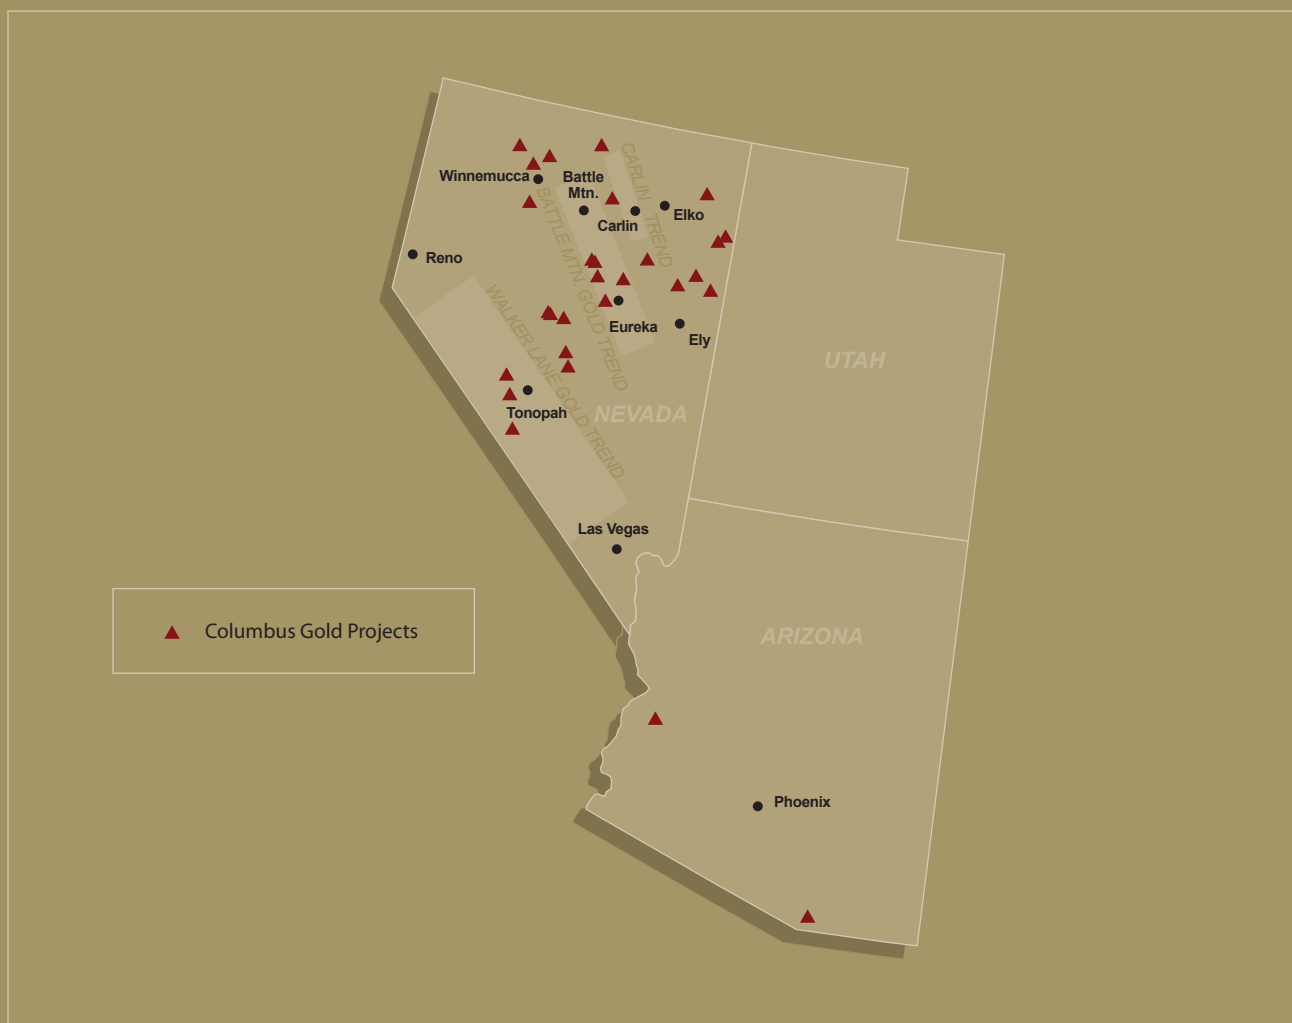 CARLIN TREND
Winnemucca
Battle
Mtn.
Elko
Carlin
BATTLE MTN. GOLD TREND
Reno
WALKER LANE GOLD TREND
Eureka
Ely
UTAH
Tonopah
NEVADA
Las Vegas
Columbus Gold Projects
ARIZONA
Phoenix